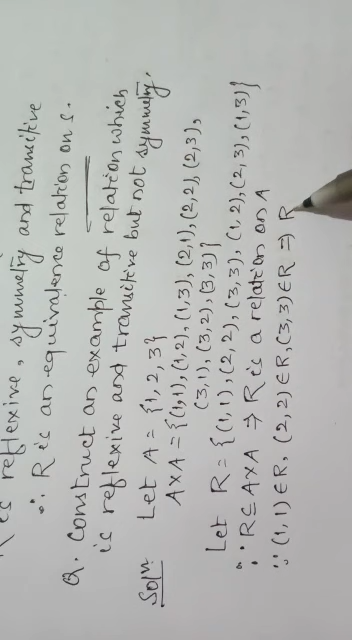 R is reflexive, symmetry and transitive
∴ R is an equivalence relation on S.
Q. Construct an example of relation which
is reflexive and transitive but not symmetry.
Soln. Let A = {1, 2, 3}
A×A = {(1,1), (1,2), (1,3), (2,1), (2,2), (2,3),
(3,1), (3,2), (3,3)}
Let R = {(1,1), (2,2), (3,3), (1,2), (2,3), (1,3)}
∵ R ⊆ A×A ⇒ R is a relation on A
∵ (1,1) ∈ R, (2,2) ∈ R, (3,3) ∈ R ⇒ R